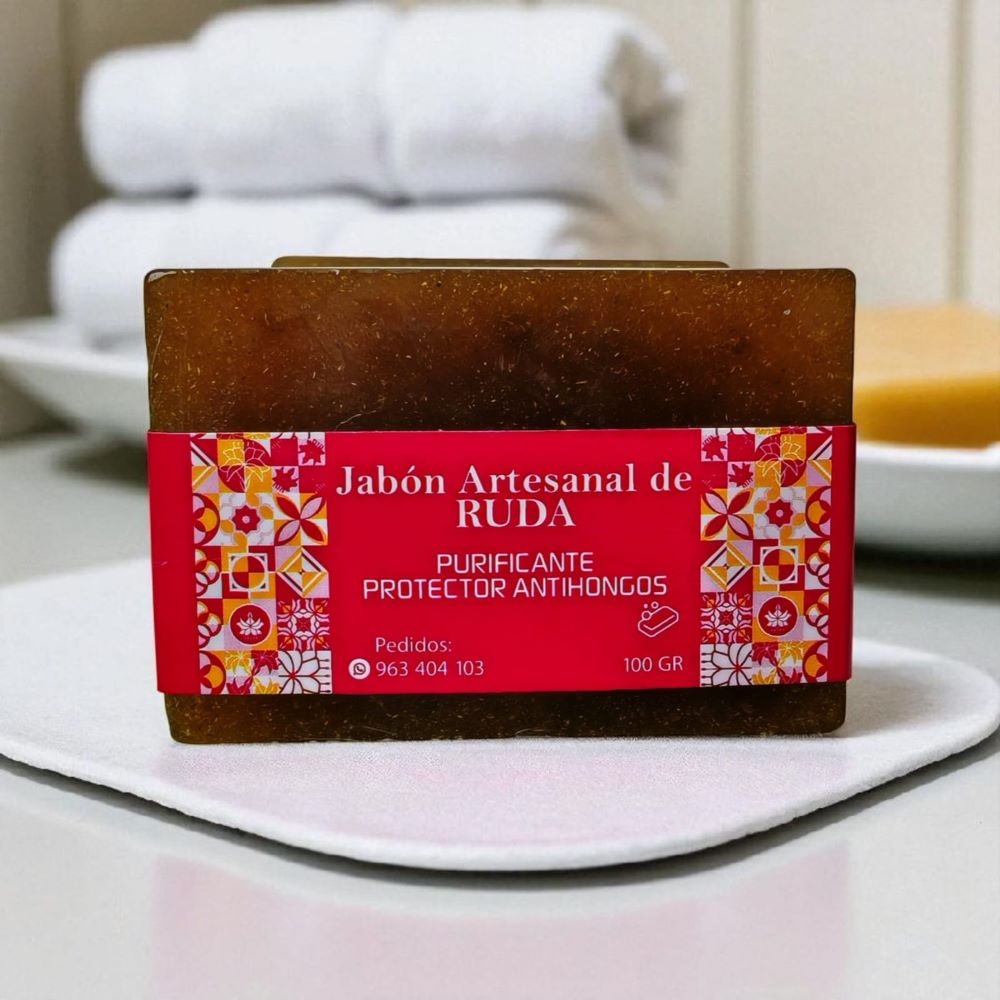 Jabón Artesanal de
RUDA
PURIFICANTE
PROTECTOR ANTIHONGOS
Pedidos:
963 404 103
100 GR